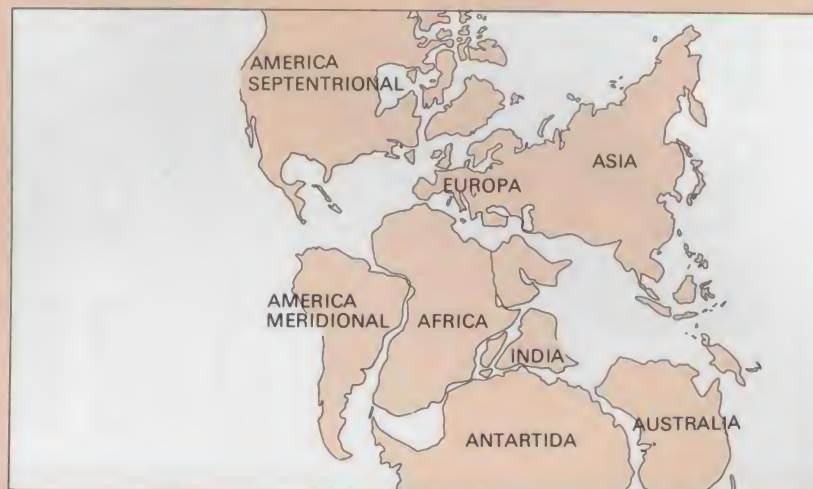 AMERICA
SEPTENTRIONAL
ASIA
EUROPA
AMERICA
MERIDIONAL
AFRICA
INDIA
AUSTRALIA
ANTARTIDA